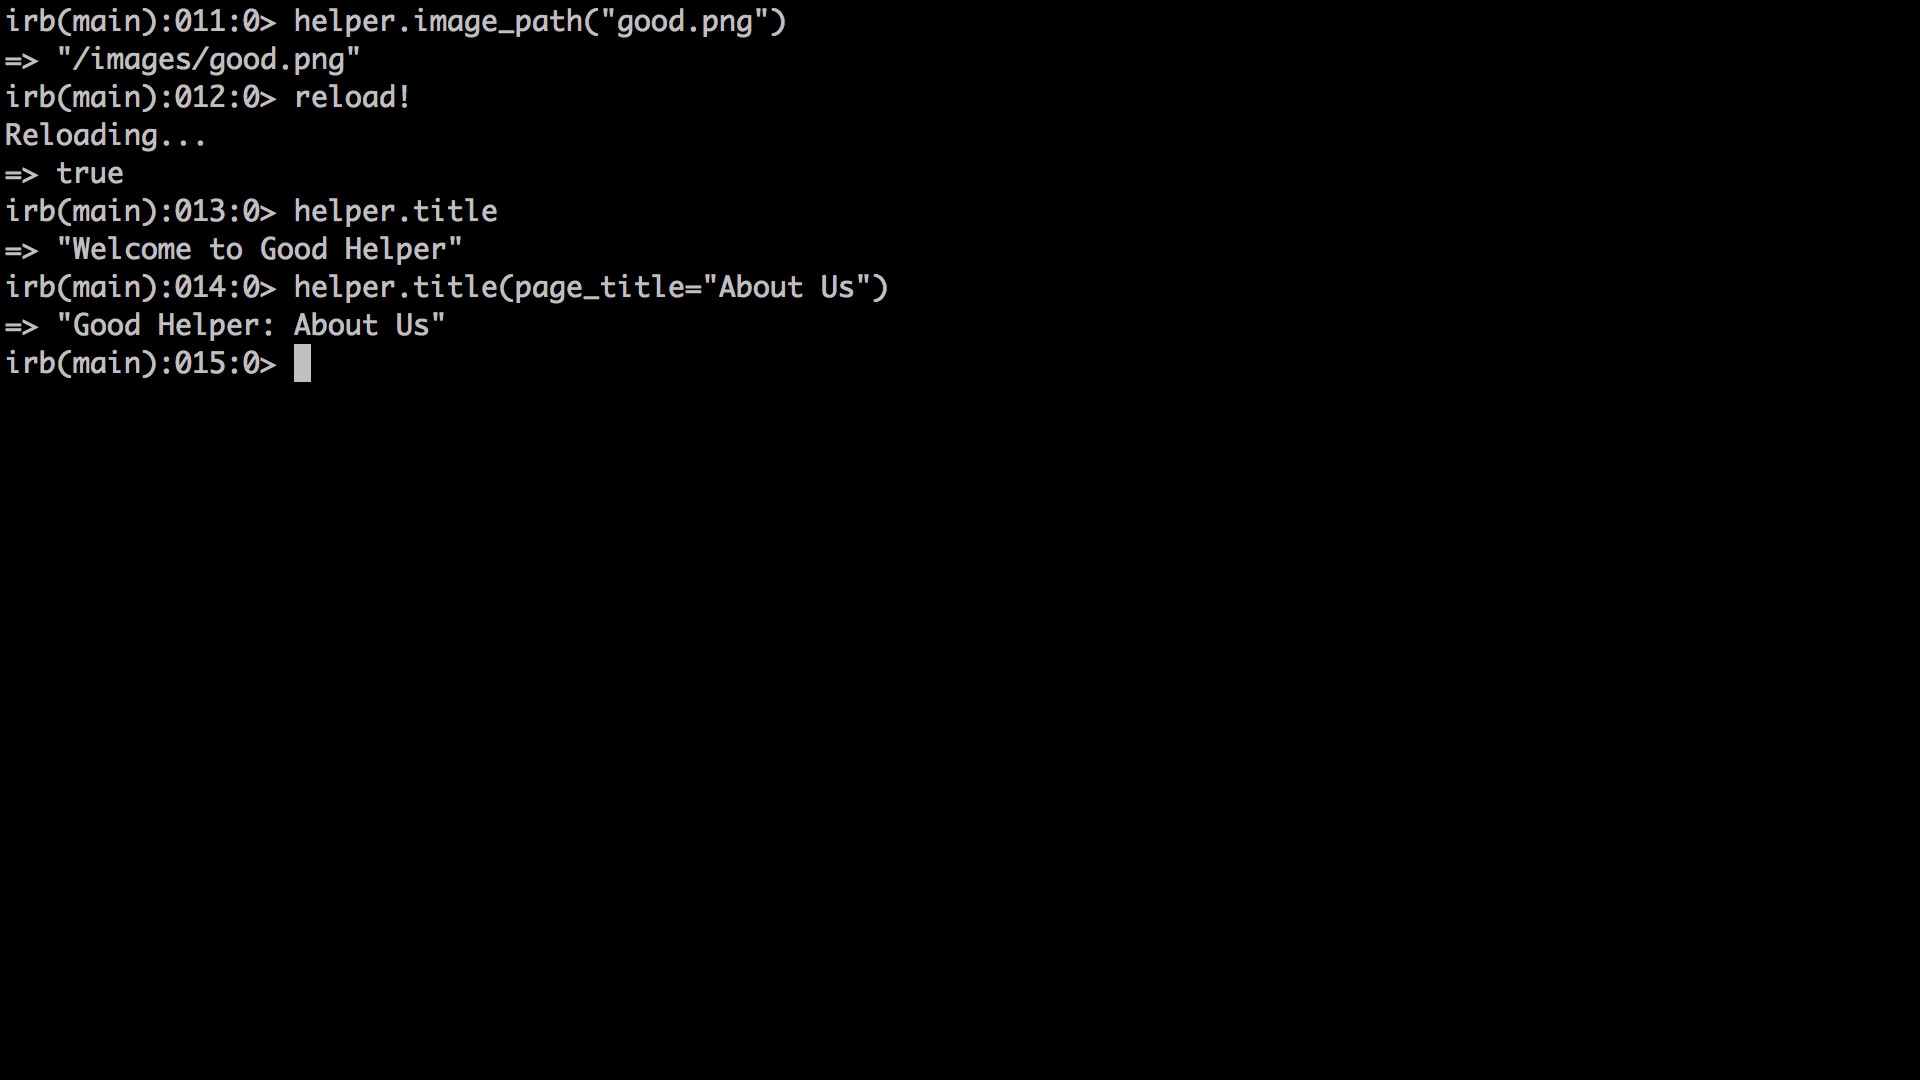 irb(main):011:0> helper.image_path("good.png")
=> "/images/good.png"
irb(main):012:0> reload!
Reloading...
=> true
irb(main):013:0> helper.title
=> "Welcome to Good Helper"
irb(main):014:0> helper.title(page_title="About Us")
=> "Good Helper: About Us"
irb(main):015:0>